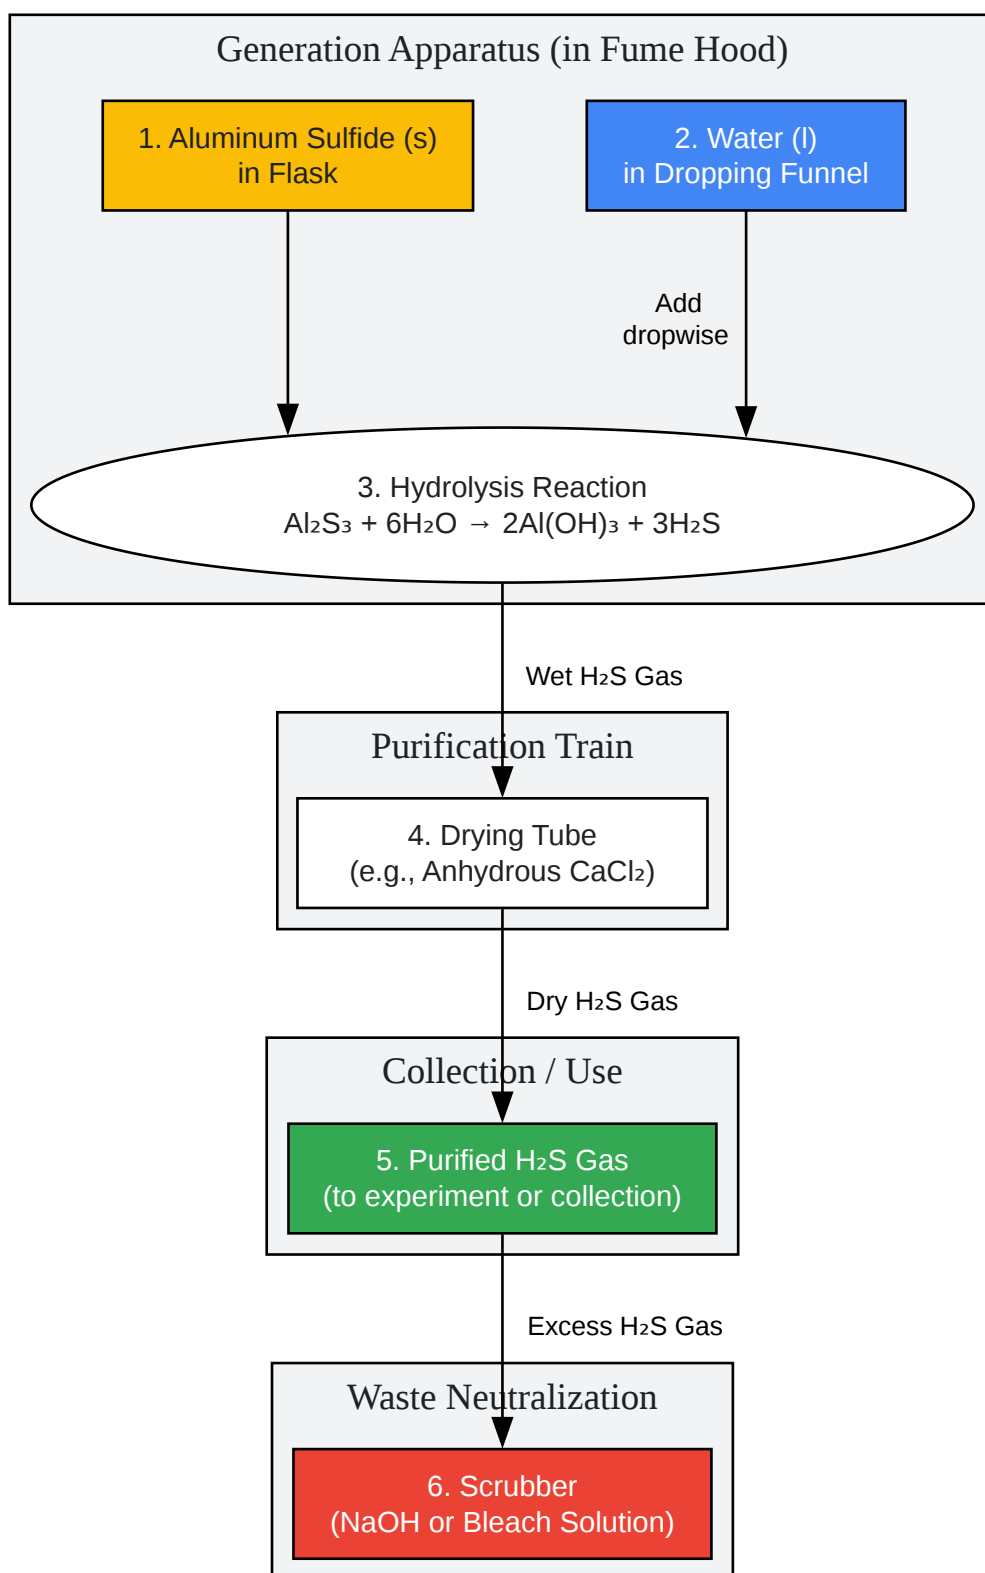 Generation Apparatus (in Fume Hood)
1. Aluminum Sulfide (s)
in Flask
2. Water (l)
in Dropping Funnel
Add
dropwise
3. Hydrolysis Reaction
Al₂S₃ + 6H₂O → 2Al(OH)₃ + 3H₂S
Wet H₂S Gas
Purification Train
4. Drying Tube
(e.g., Anhydrous CaCl₂)
Dry H₂S Gas
Collection / Use
5. Purified H₂S Gas
(to experiment or collection)
Excess H₂S Gas
Waste Neutralization
6. Scrubber
(NaOH or Bleach Solution)